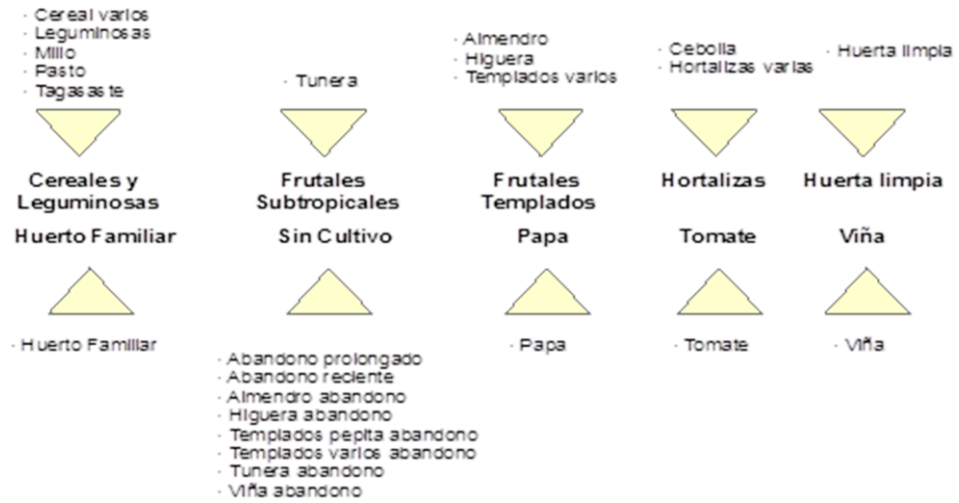 · Cereal varios
· Leguminosas
· Millo
· Pasto
· Tagasaste
· Tunera
· Almendro
· Higuera
· Templados varios
· Cebolla
· Hortalizas varias
· Huerta limpia
Cereales y
Leguminosas
Frutales
Subtropicales
Frutales
Templados
Hortalizas
Huerta limpia
Huerto Familiar
Sin Cultivo
Papa
Tomate
Viña
· Huerto Familiar
· Abandono prolongado
· Abandono reciente
· Almendro abandono
· Higuera abandono
· Templados pepita abandono
· Templados varios abandono
· Tunera abandono
· Viña abandono
· Papa
· Tomate
· Viña